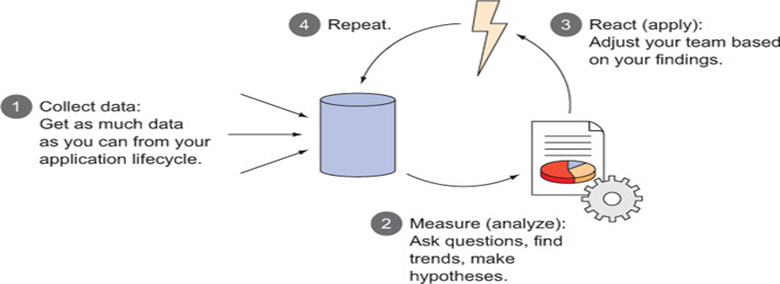 1 Collect data:
Get as much data
as you can from your
application lifecycle.
2 Measure (analyze):
Ask questions, find
trends, make
hypotheses.
3 React (apply):
Adjust your team based
on your findings.
4 Repeat.